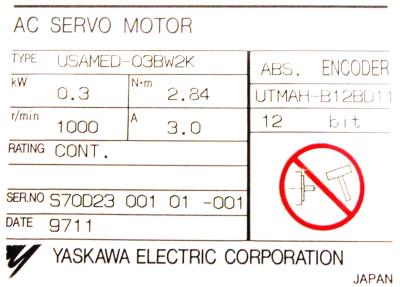 AC SERVO MOTOR
TYPE USAMED-03BW2K
ABS. ENCODER
kW 0.3 N·m 2.84
UTMAH-B12BD11
r/min 1000 A 3.0
12 bit
RATING CONT.
SER.NO S70D23 001 01 -001
DATE 9711
YASKAWA ELECTRIC CORPORATION
JAPAN